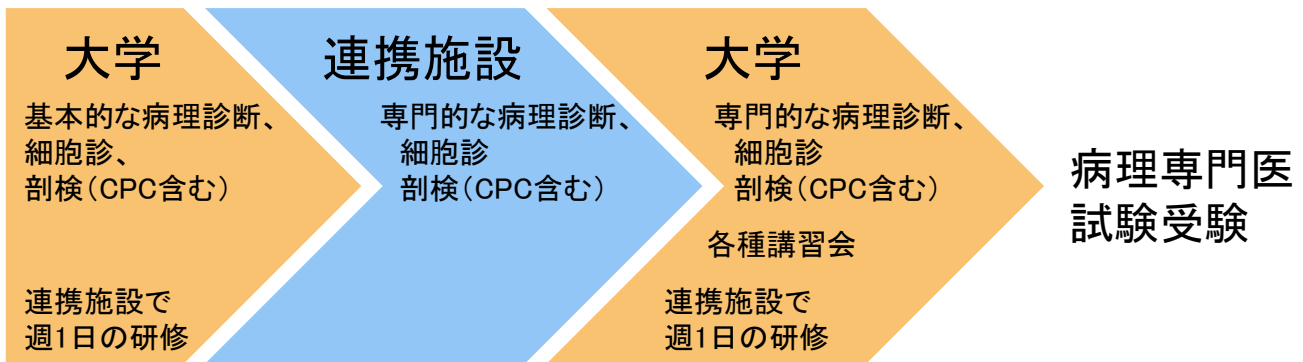 大学
基本的な病理診断、
細胞診、
剖検（CPC含む）
連携施設で
週1日の研修
連携施設
専門的な病理診断、
細胞診
剖検（CPC含む）
大学
専門的な病理診断、
細胞診
剖検（CPC含む）
各種講習会
連携施設で
週1日の研修
病理専門医
試験受験